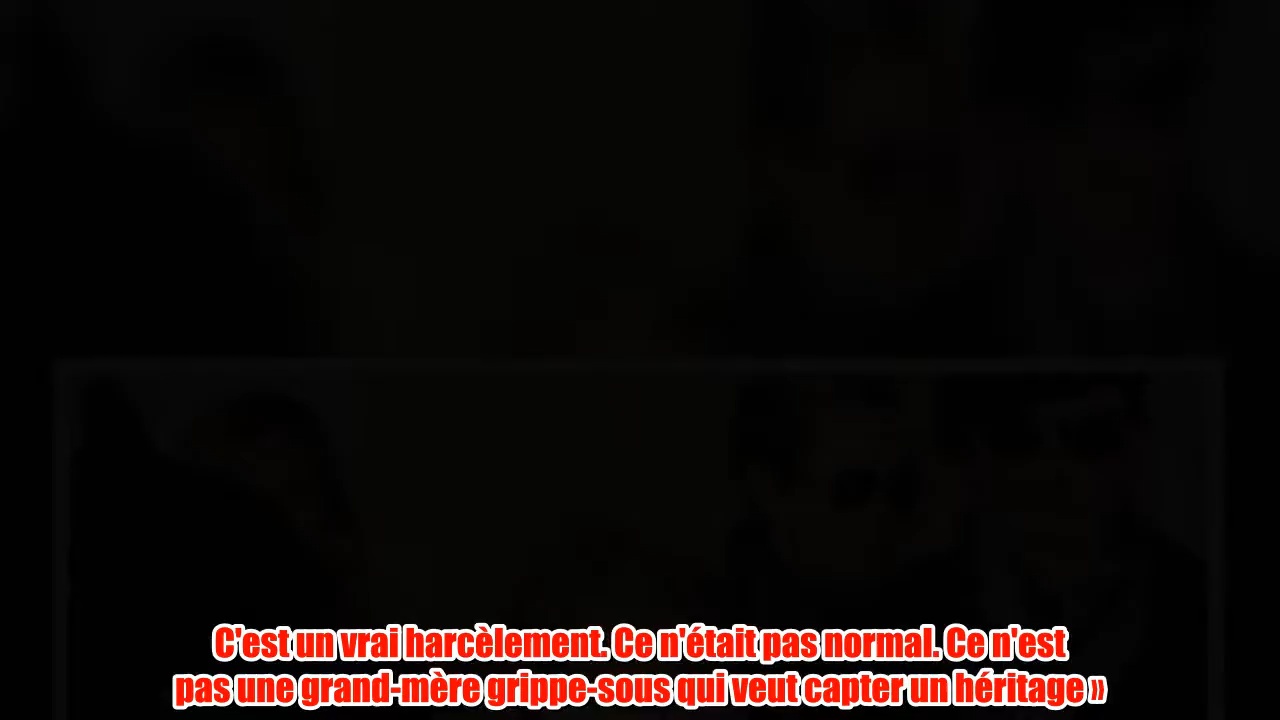 C'est un vrai harcèlement. Ce n'était pas normal. Ce n'est
pas une grand-mère grippe-sous qui veut capter un héritage »